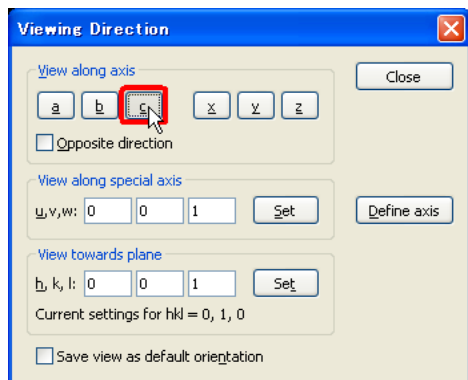 Viewing Direction
View along axis
Close
a b c x y z
Opposite direction
View along special axis
u,v,w: 0 0 1 Set Define axis
View towards plane
h, k, l: 0 0 1 Set
Current settings for hkl = 0, 1, 0
Save view as default orientation